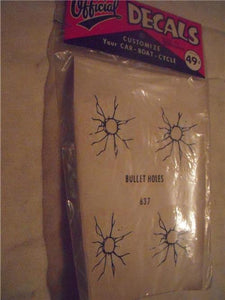 Official
DECALS
CUSTOMIZE
Your CAR-BOAT-CYCLE
49¢
BULLET HOLES
637